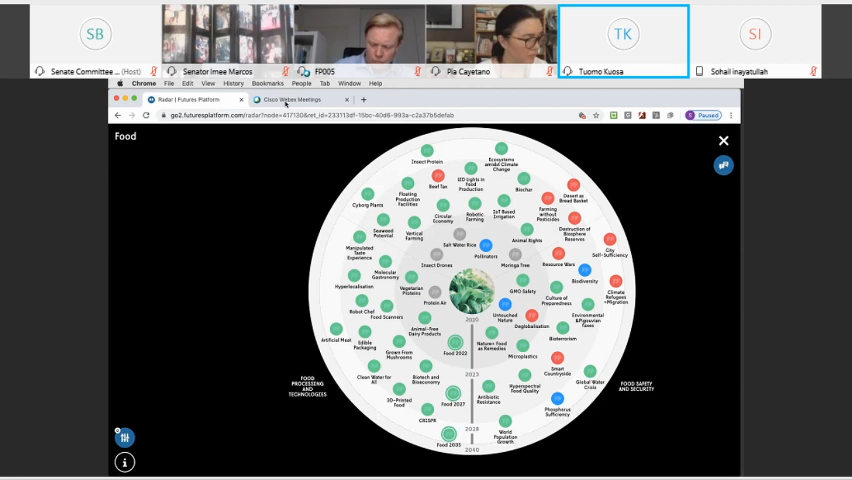 SB
TK
SI
Senate Committee ... (Host)
Senator Imee Marcos
FP005
Pia Cayetano
Tuomo Kuosa
Sohail inayatullah
Chrome File Edit View History Bookmarks People Tab Window Help
Radar | Futures Platform
Cisco Webex Meetings
go2.futuresplatform.com/radar?node=417130&ret_id=233113df-15bc-40d6-993a-c2a37b6defab
Paused
Food
Insect Protein
Ecosystems
amidst Climate
Change
Beef Tax
LED Lights in
Food
Production
Biochar
Floating
Production
Facilities
Cyborg Plants
Desert as
Bread Basket
Farming
without
Pesticides
Circular
Economy
Robotic
Farming
IoT Based
Irrigation
Seaweed
Potential
Vertical
Farming
Destruction of
Biosphere
Reserves
Animal Rights
Salt Water Rice
Pollinators
City
Self-Sufficiency
Manipulated
Taste
Experience
Insect Drones
Moringa Tree
Resource Wars
Molecular
Gastronomy
Biodiversity
Hyperlocalisation
Vegetarian
Proteins
GMO Safety
Culture of
Preparedness
Climate
Refugees
+Migration
Protein Air
Robot Chef
Food Scanners
Untouched
Nature
Deglobalisation
Environmental
&Pigouvian
Taxes
2020
Animal-Free
Dairy Products
Artificial Meat
Edible
Packaging
Nature+ Food
as Remedies
Bioterrorism
Grown From
Mushrooms
Food 2022
Microplastics
Smart
Countryside
Clean Water for
All
Biotech and
Bioeconomy
2023
Hyperspectral
Food Quality
Global Water
Crisis
FOOD
PROCESSING
AND
TECHNOLOGIES
FOOD SAFETY
AND SECURITY
3D-Printed
Food
Food 2027
Antibiotic
Resistance
Phosphorus
Sufficiency
CRISPR
2028
World
Population
Growth
Food 2035
2040